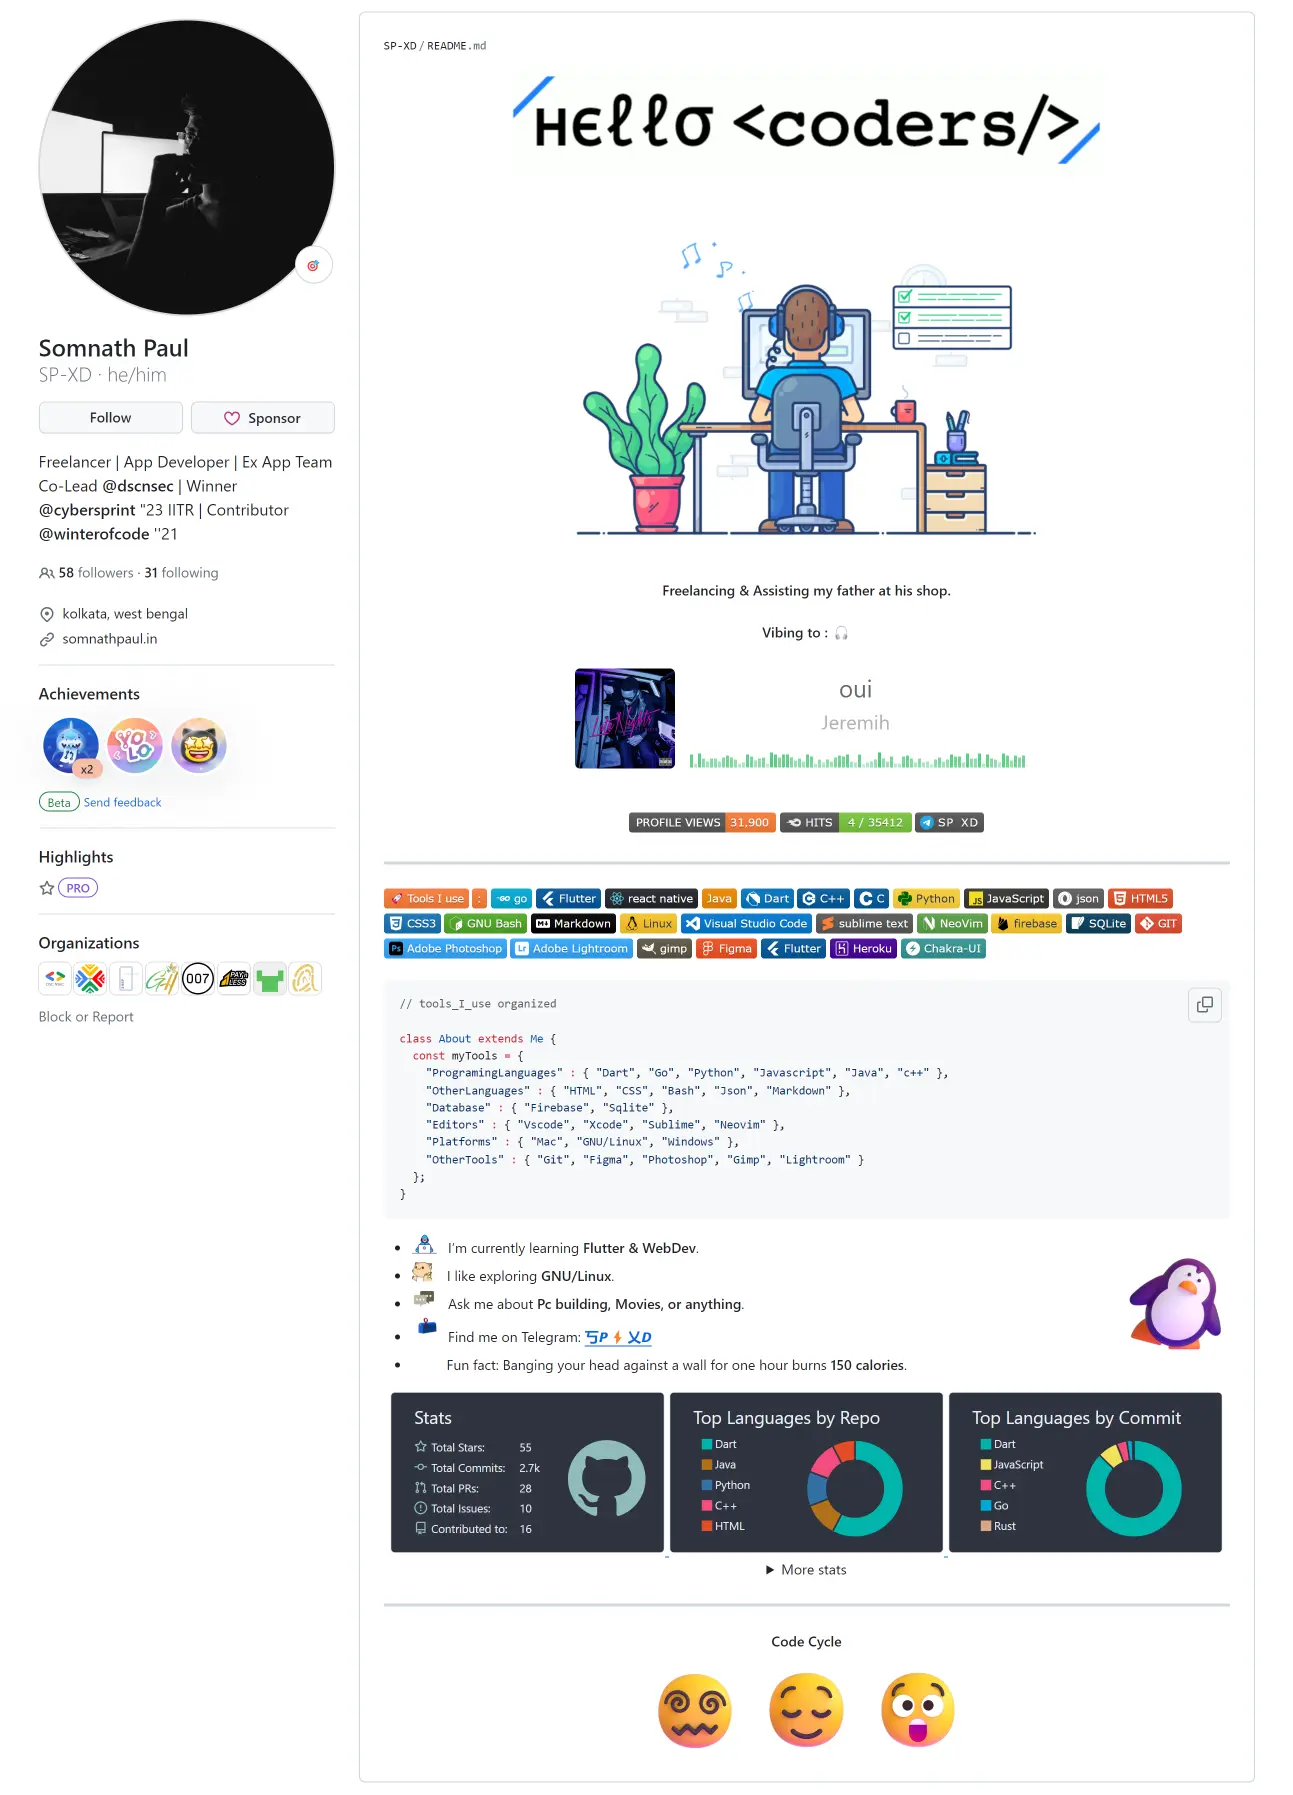 Somnath Paul
SP-XD · he/him
Follow
Sponsor
Freelancer | App Developer | Ex App Team
Co-Lead @dscnsec | Winner
@cybersprint "23 IITR | Contributor
@winterofcode ''21
58 followers · 31 following
kolkata, west bengal
somnathpaul.in
Achievements
x2
YOLO
Beta Send feedback
Highlights
PRO
Organizations
007
Block or Report
SP-XD/README.md
Hєℓℓσ <coders/>
Freelancing & Assisting my father at his shop.
Vibing to : 🎧
Late Nights
oui
Jeremih
PROFILE VIEWS 31,900 HITS 4 / 35412 SP XD
🚀 Tools I use : go Flutter react native Java Dart C++ C Python JavaScript json HTML5
CSS3 GNU Bash Markdown Linux Visual Studio Code sublime text NeoVim firebase SQLite GIT
Adobe Photoshop Adobe Lightroom gimp Figma Flutter Heroku Chakra-UI
// tools_I_use organized
class About extends Me {
const myTools = {
"ProgramingLanguages" : { "Dart", "Go", "Python", "Javascript", "Java", "c++" },
"OtherLanguages" : { "HTML", "CSS", "Bash", "Json", "Markdown" },
"Database" : { "Firebase", "Sqlite" },
"Editors" : { "Vscode", "Xcode", "Sublime", "Neovim" },
"Platforms" : { "Mac", "GNU/Linux", "Windows" },
"OtherTools" : { "Git", "Figma", "Photoshop", "Gimp", "Lightroom" }
};
}
I'm currently learning Flutter & WebDev.
I like exploring GNU/Linux.
Ask me about Pc building, Movies, or anything.
Find me on Telegram: 丂P⚡乂D
Fun fact: Banging your head against a wall for one hour burns 150 calories.
Stats
Total Stars: 55
Total Commits: 2.7k
Total PRs: 28
Total Issues: 10
Contributed to: 16
Top Languages by Repo
Dart
Java
Python
C++
HTML
Top Languages by Commit
Dart
JavaScript
C++
Go
Rust
More stats
Code Cycle